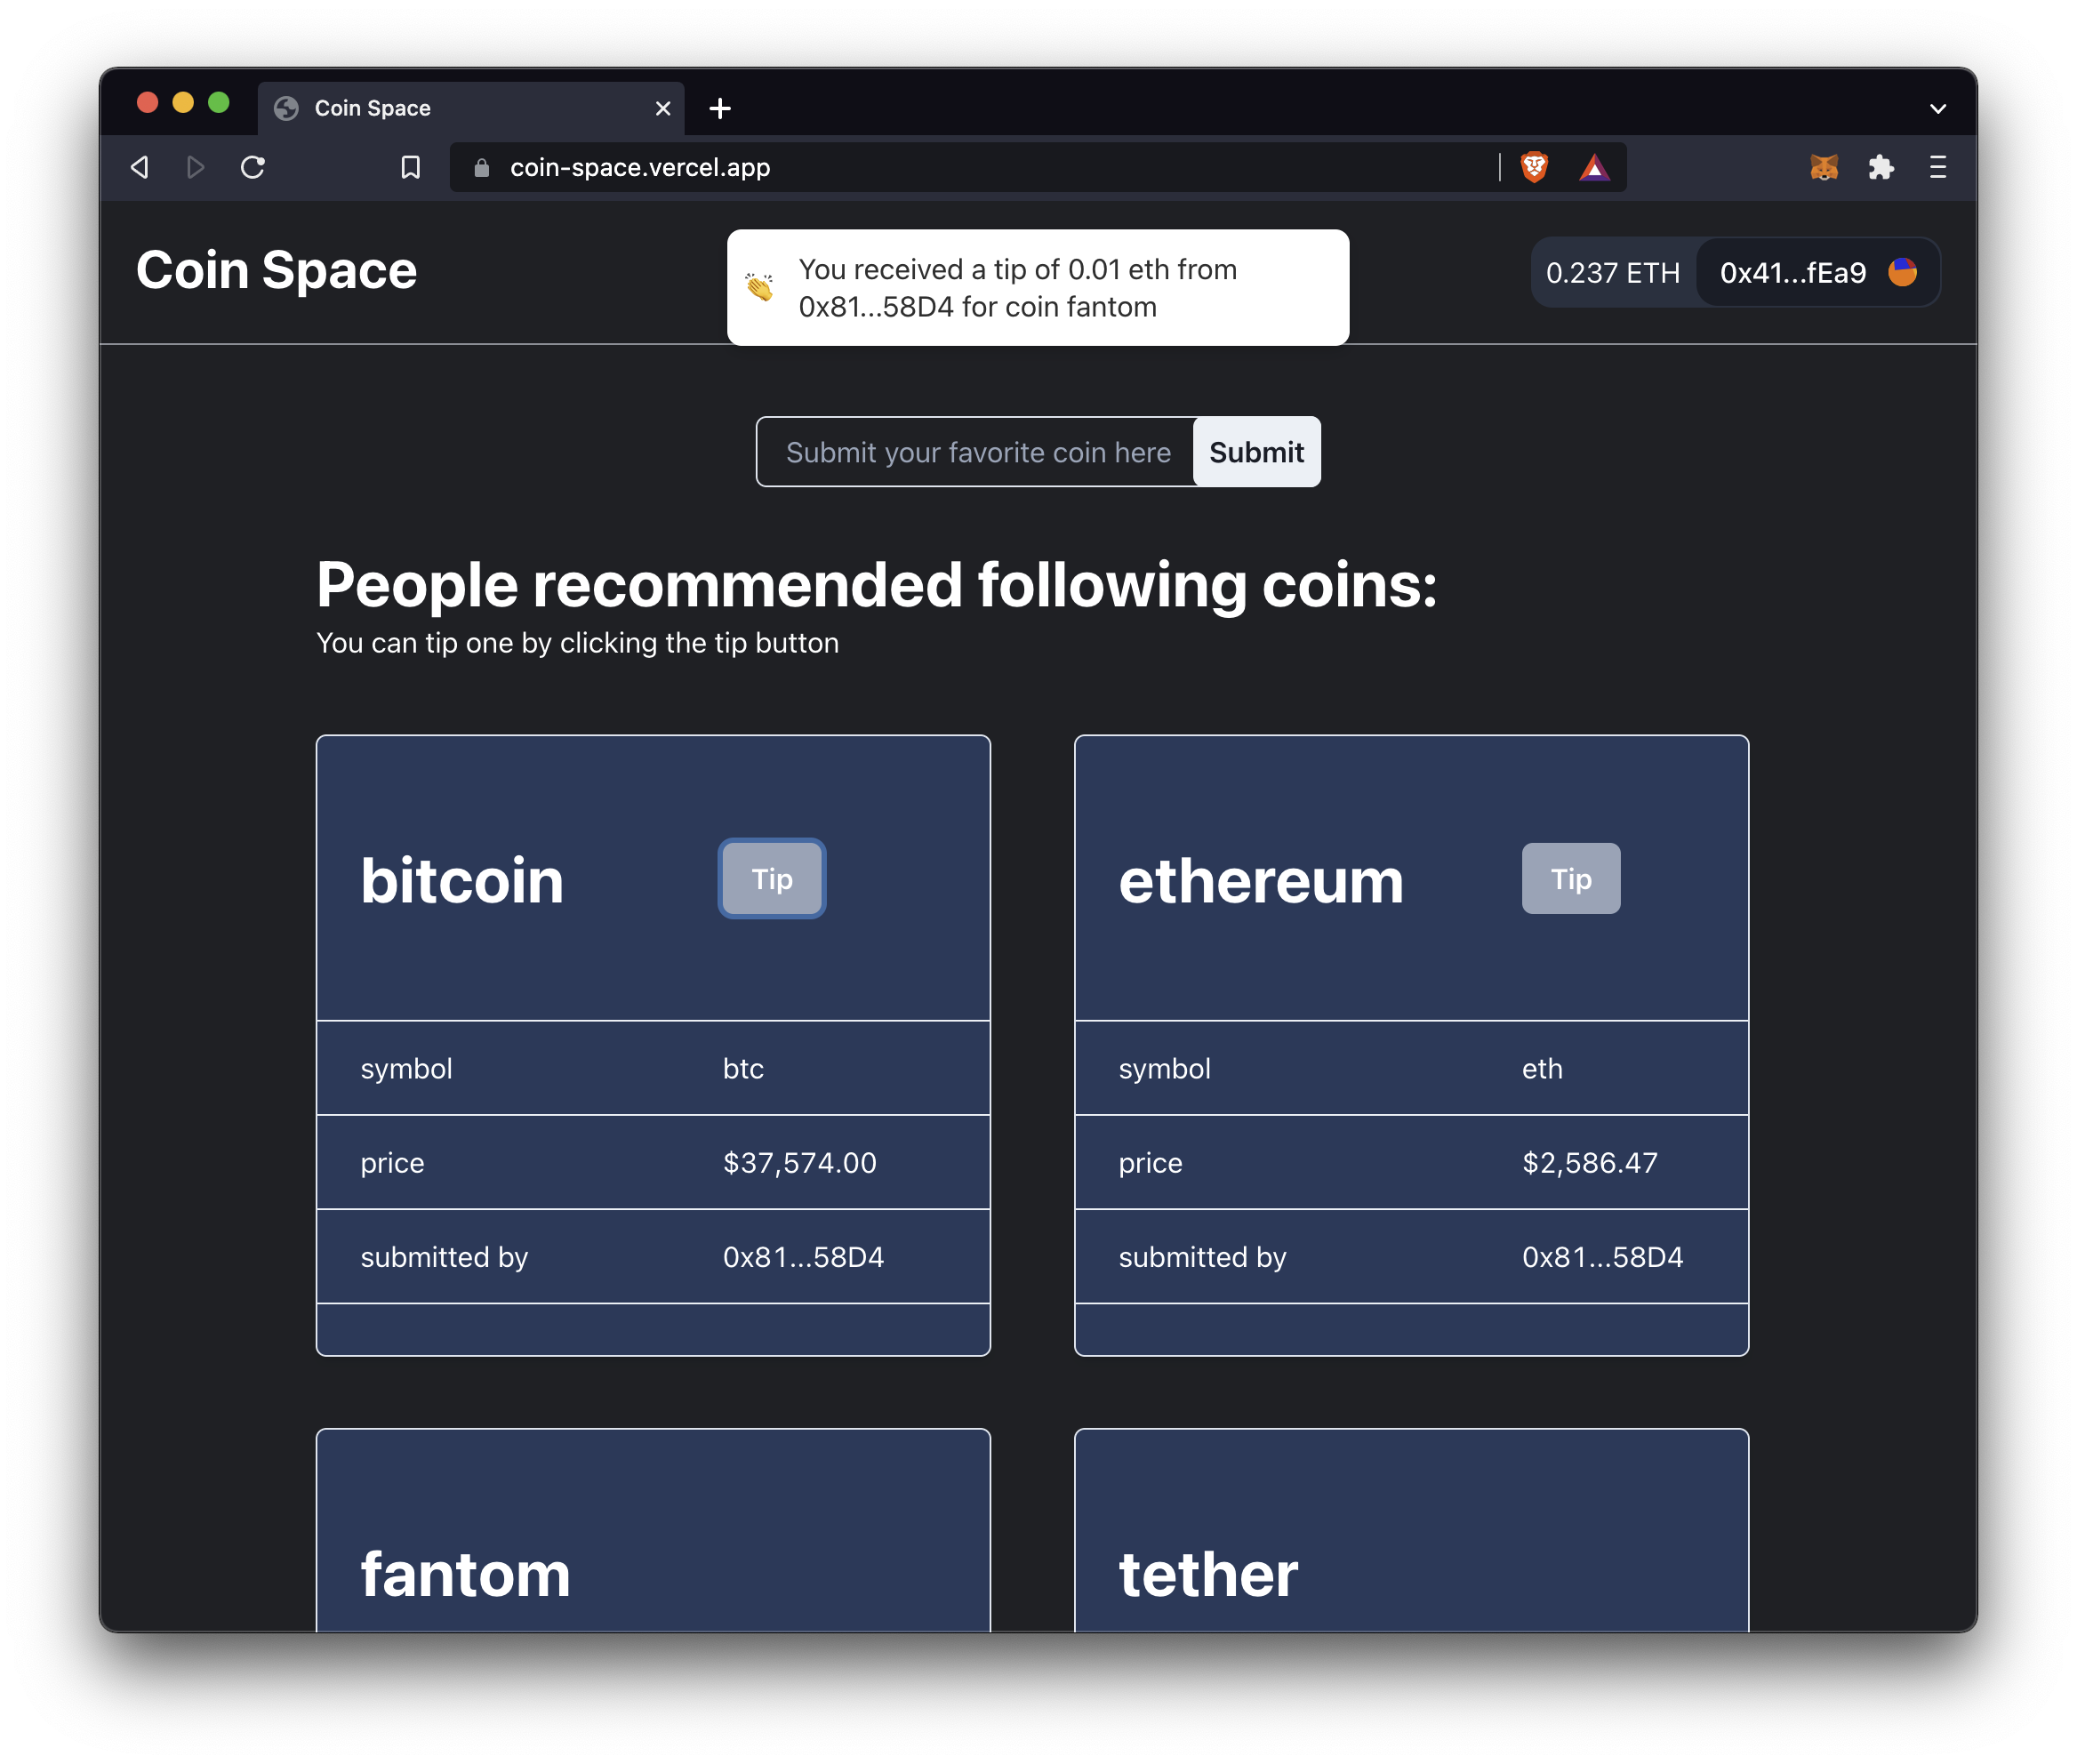 Coin Space
coin-space.vercel.app
Coin Space
You received a tip of 0.01 eth from
0x81...58D4 for coin fantom
0.237 ETH
0x41...fEa9
Submit your favorite coin here
Submit
People recommended following coins:
You can tip one by clicking the tip button
bitcoin
Tip
symbol
btc
price
$37,574.00
submitted by
0x81...58D4
ethereum
Tip
symbol
eth
price
$2,586.47
submitted by
0x81...58D4
fantom
tether